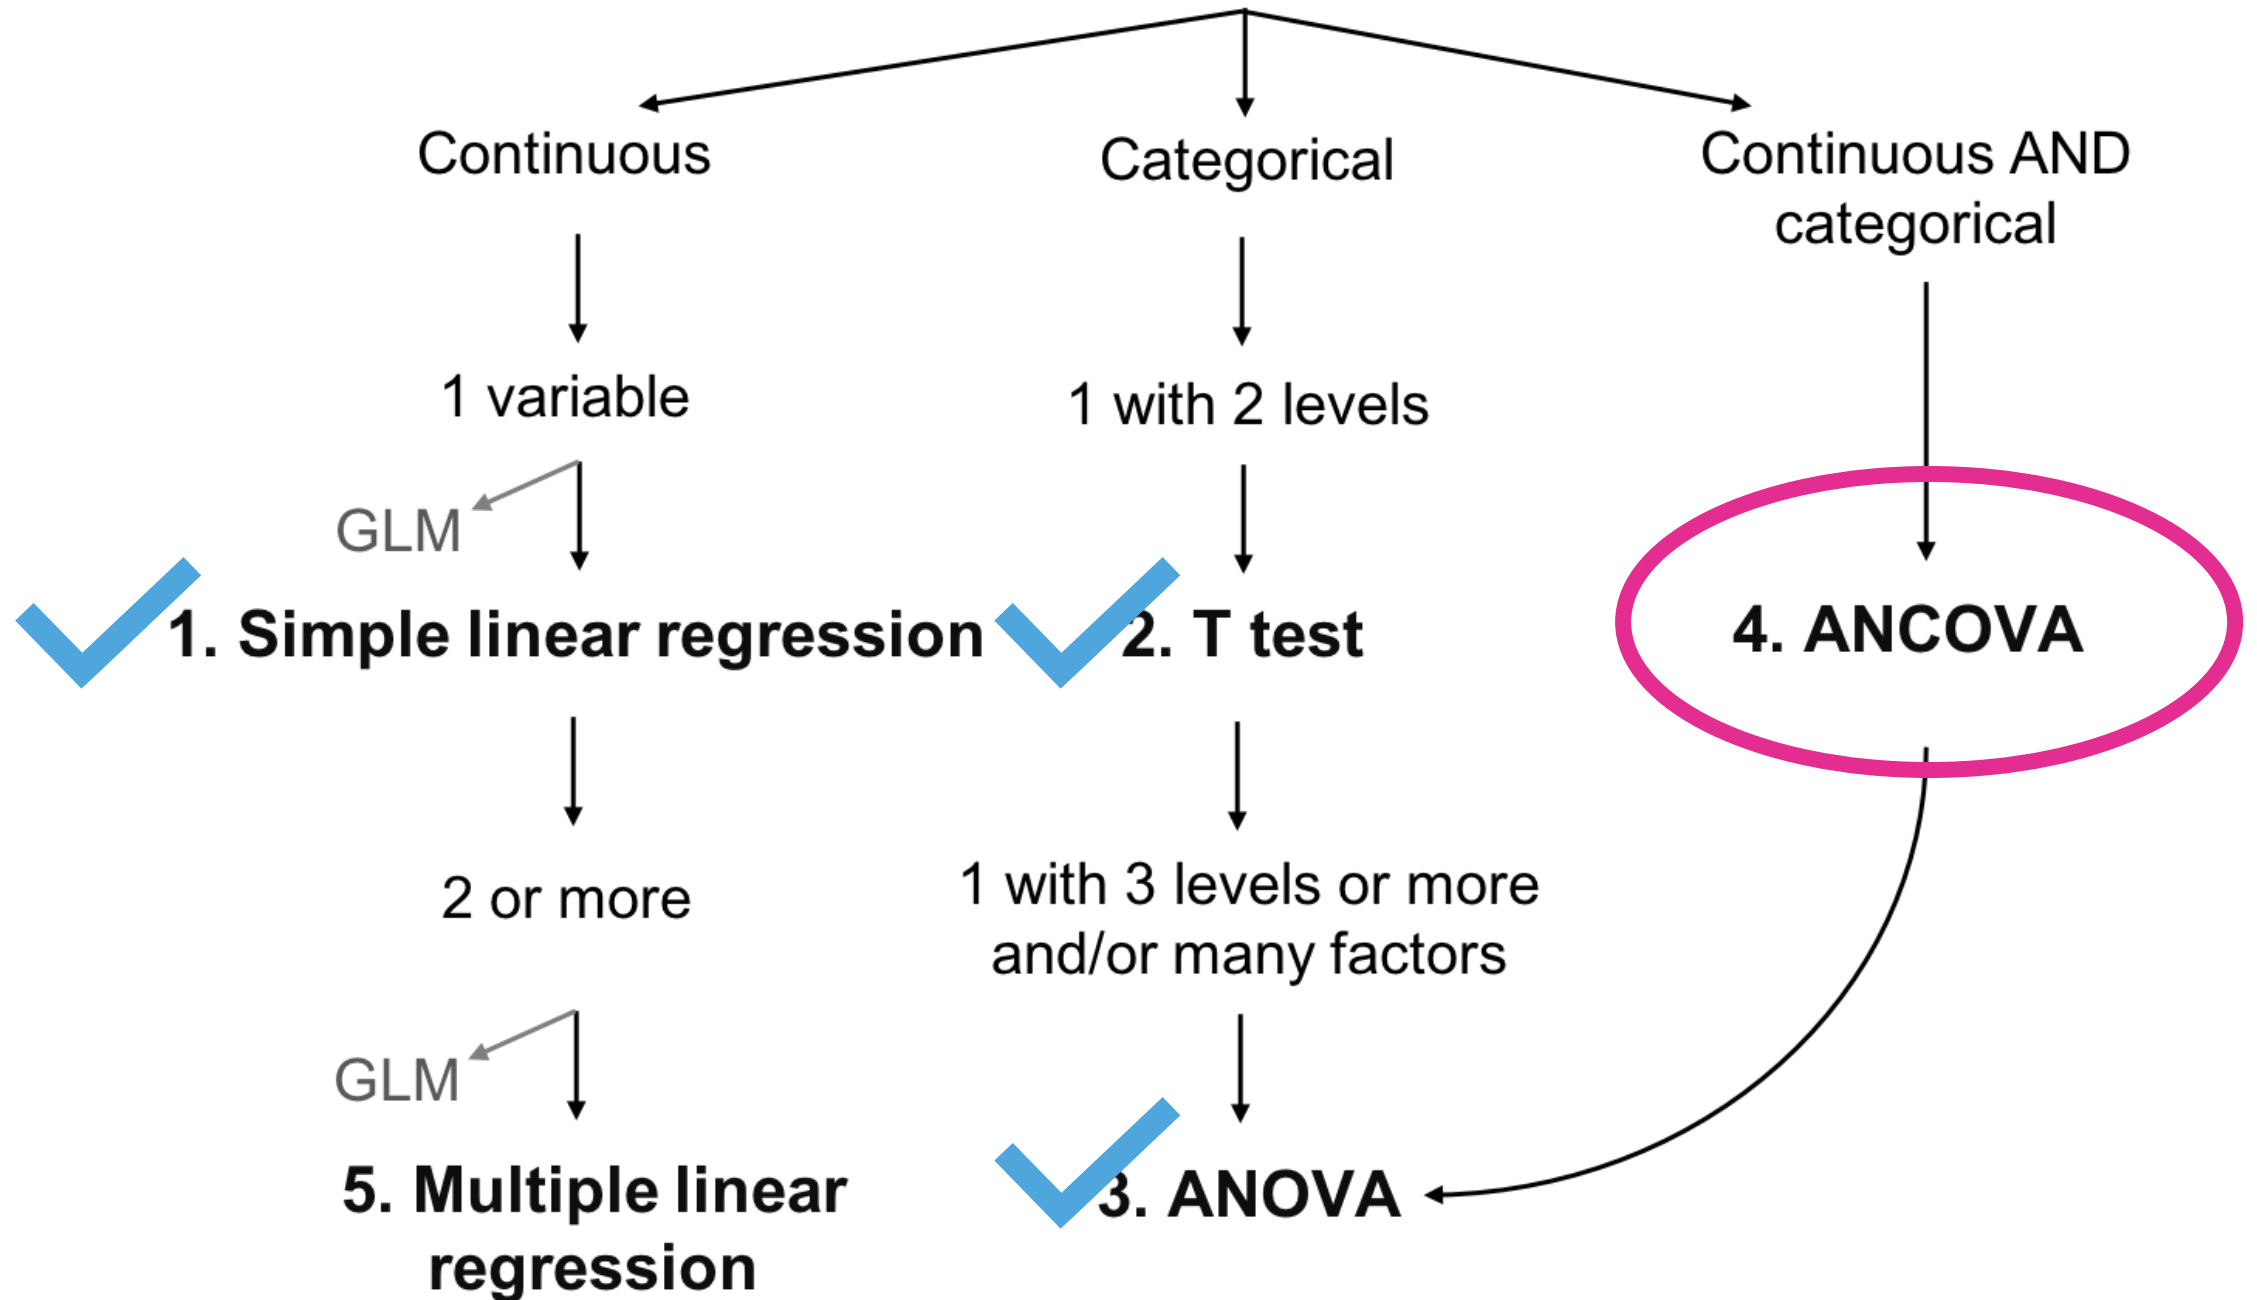 Continuous
Categorical
Continuous AND
categorical
1 variable
1 with 2 levels
GLM
1. Simple linear regression
2. T test
4. ANCOVA
2 or more
1 with 3 levels or more
and/or many factors
GLM
5. Multiple linear
regression
3. ANOVA